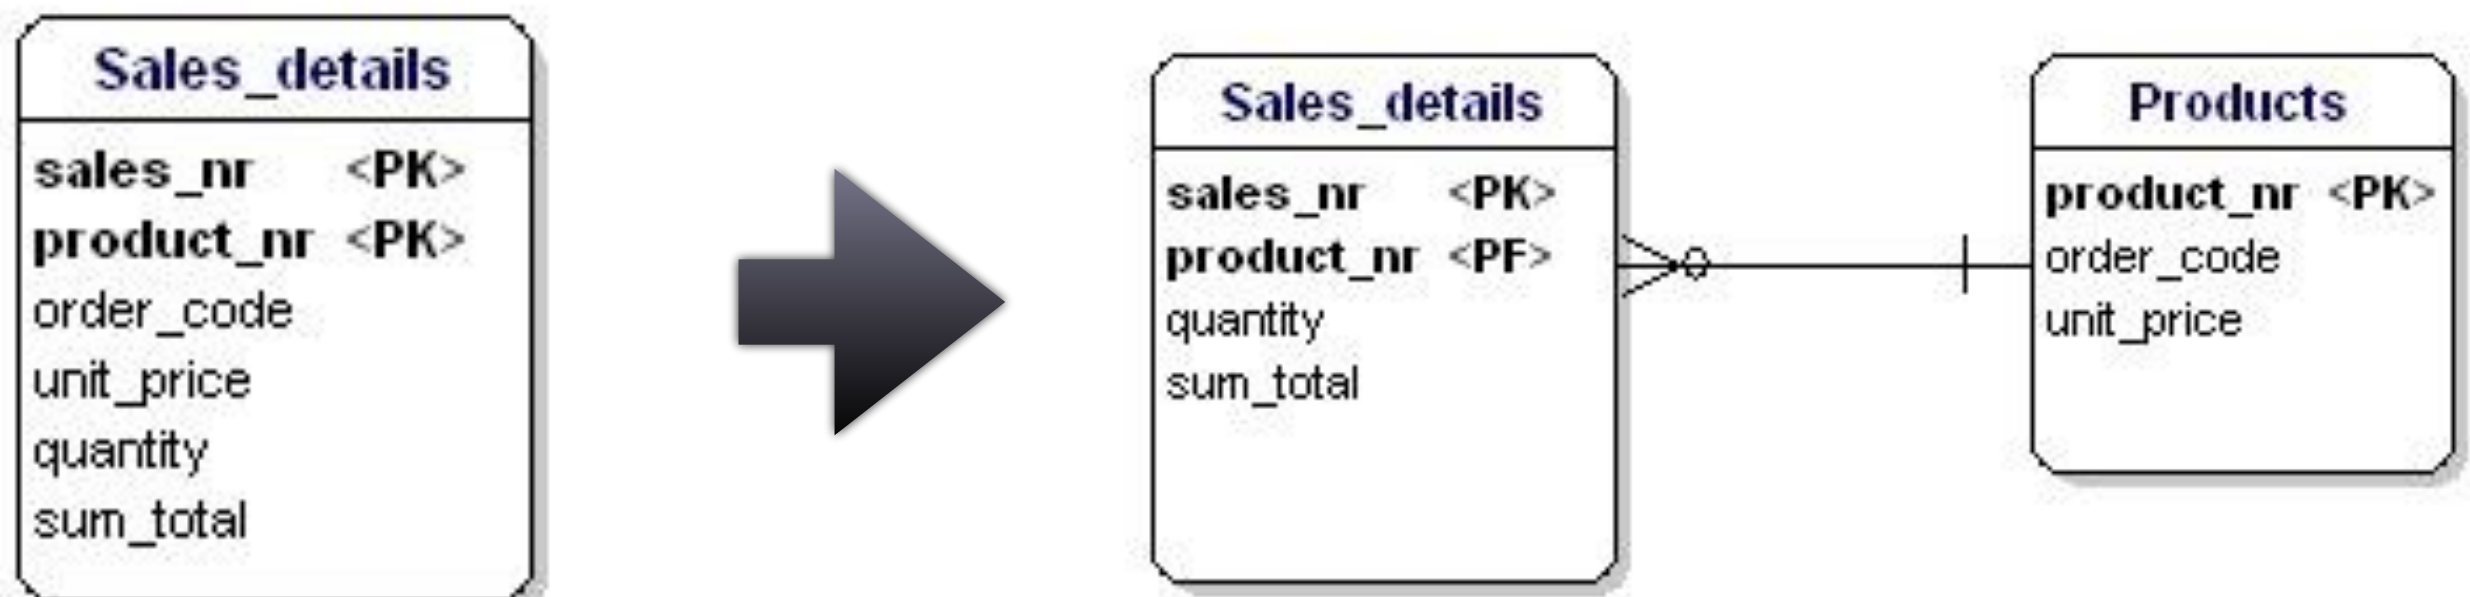 Sales_details
sales_nr <PK>
product_nr <PK>
order_code
unit_price
quantity
sum_total
Sales_details
sales_nr <PK>
product_nr <PF>
quantity
sum_total
Products
product_nr <PK>
order_code
unit_price